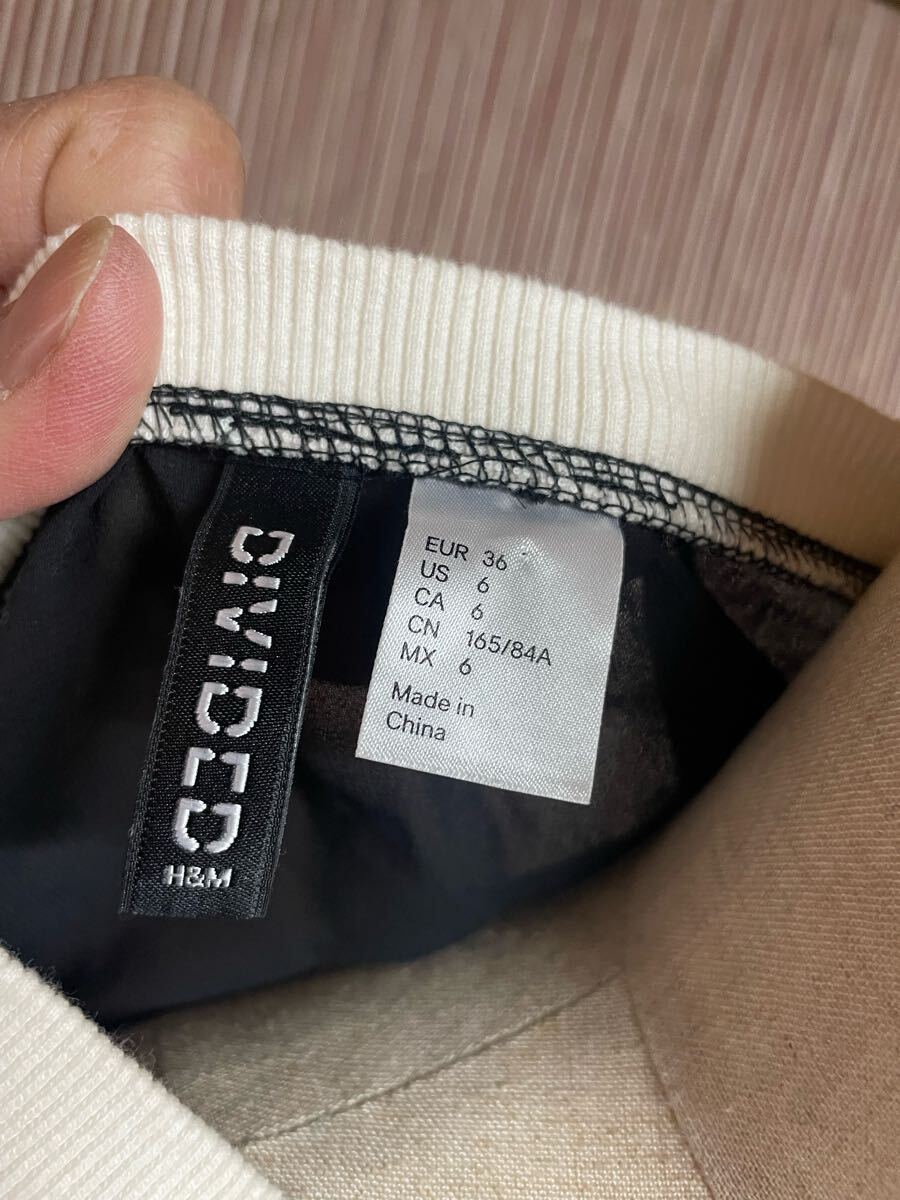 DIVIDED
H&M
EUR 36
US 6
CA 6
CN 165/84A
MX 6
Made in
China